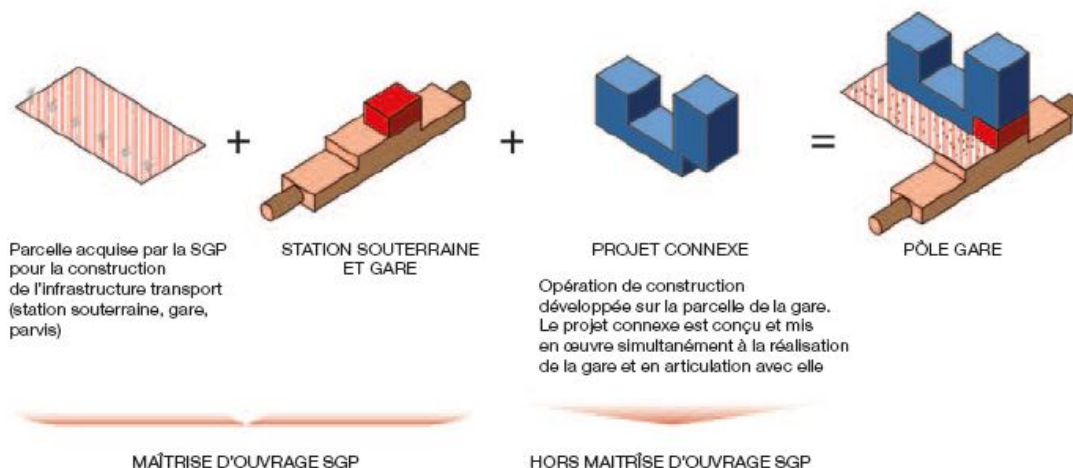 +
+
=
Parcelle acquise par la SGP
pour la construction
de l'infrastructure transport
(station souterraine, gare,
parvis)
STATION SOUTERRAINE
ET GARE
PROJET CONNEXE
Opération de construction
développée sur la parcelle de la gare.
Le projet connexe est conçu et mis
en œuvre simultanément à la réalisation
de la gare et en articulation avec elle
PÔLE GARE
MAÎTRISE D'OUVRAGE SGP
HORS MAITRÎSE D'OUVRAGE SGP